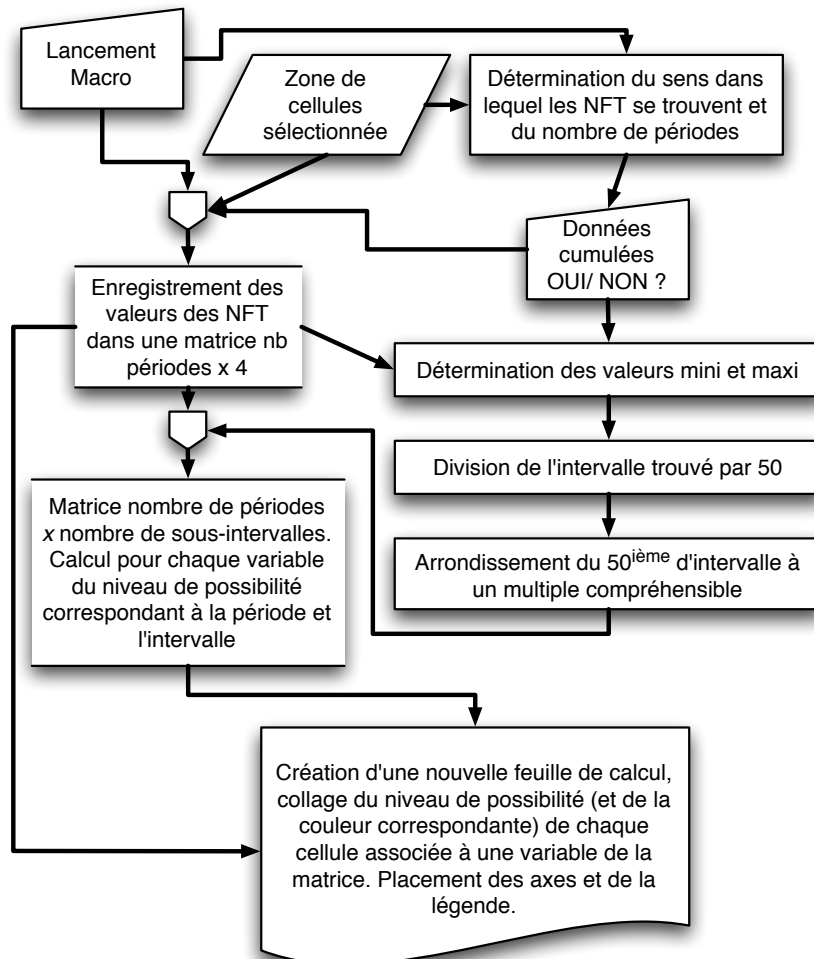 Lancement
Macro
Zone de
cellules
sélectionnée
Détermination du sens dans
lequel les NFT se trouvent et
du nombre de périodes
Données
cumulées
OUI/ NON ?
Enregistrement des
valeurs des NFT
dans une matrice nb
périodes x 4
Détermination des valeurs mini et maxi
Division de l'intervalle trouvé par 50
Arrondissement du 50ième d'intervalle à
un multiple compréhensible
Matrice nombre de périodes
x nombre de sous-intervalles.
Calcul pour chaque variable
du niveau de possibilité
correspondant à la période et
l'intervalle
Création d'une nouvelle feuille de calcul,
collage du niveau de possibilité (et de la
couleur correspondante) de chaque
cellule associée à une variable de la
matrice. Placement des axes et de la
légende.